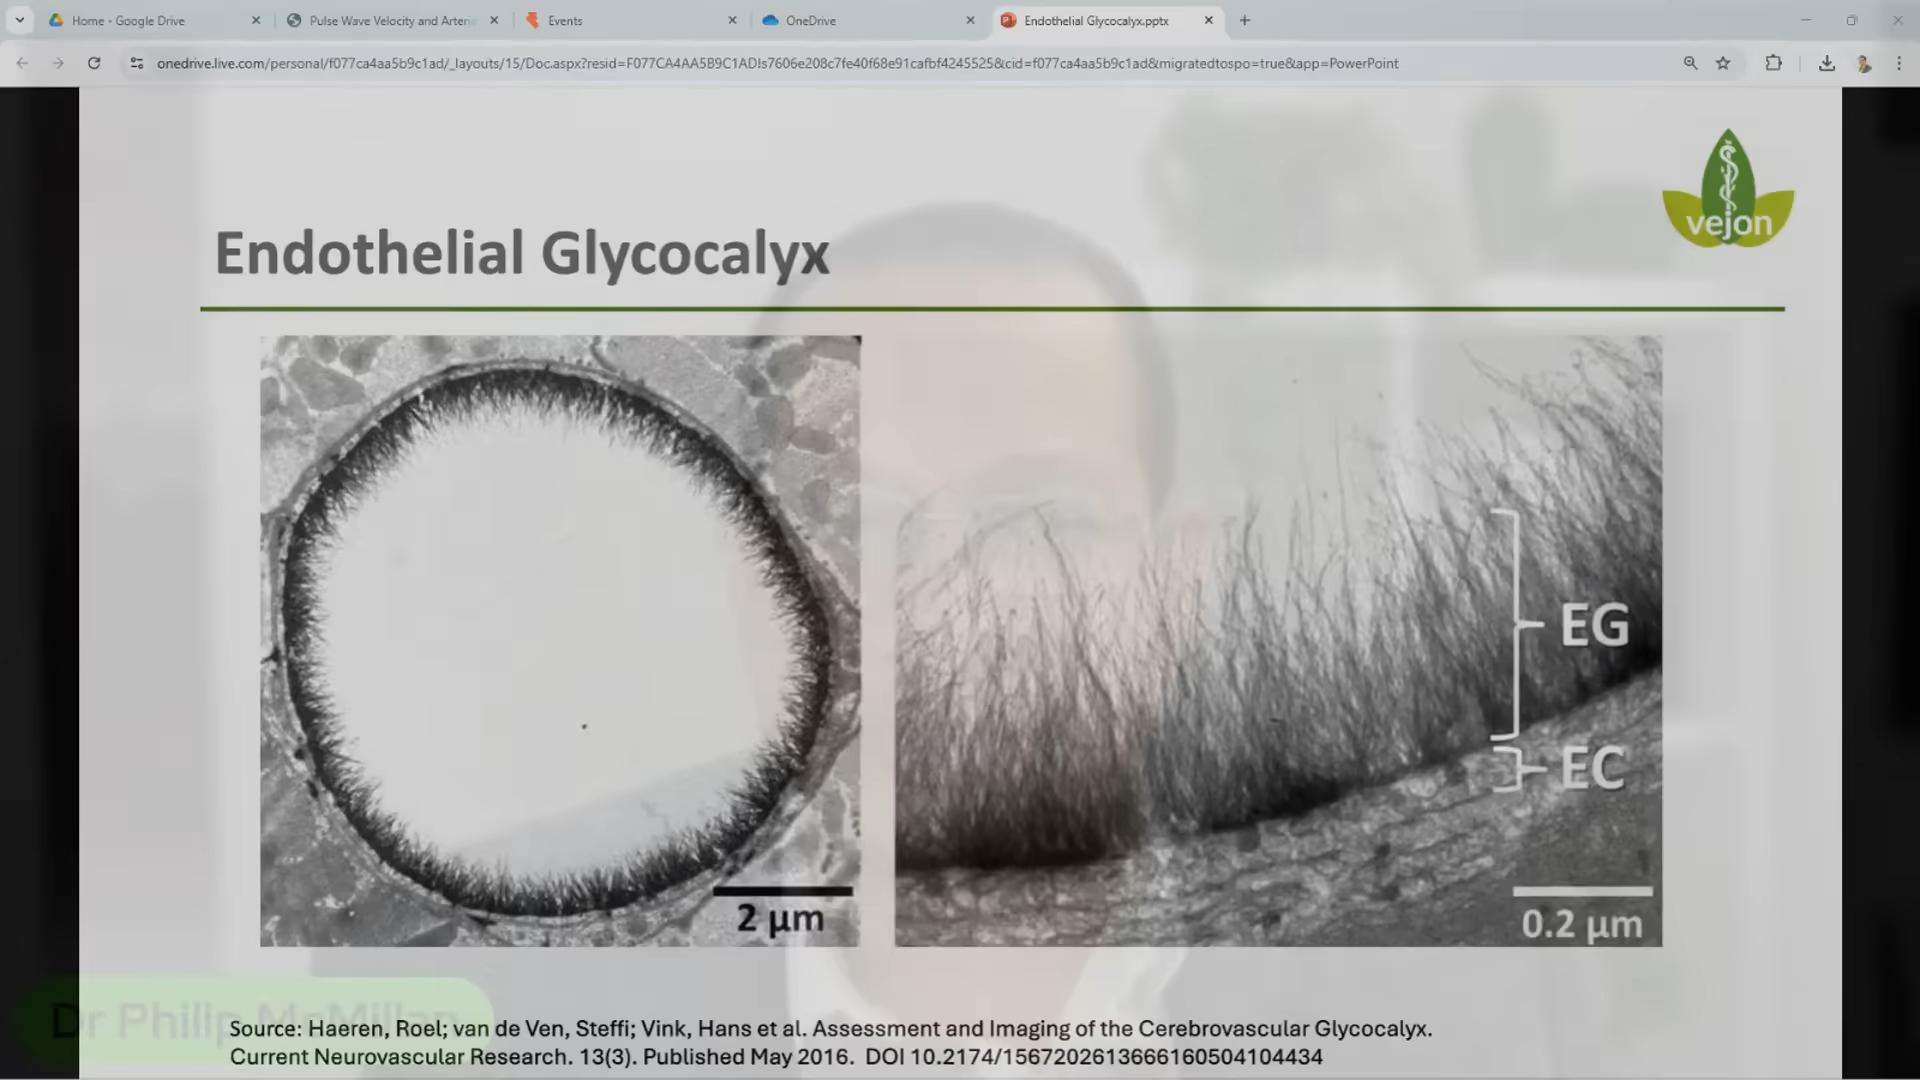 Home - Google Drive
Pulse Wave Velocity and Arteri
Events
OneDrive
Endothelial Glycocalyx.pptx
onedrive.live.com/personal/f077ca4aa5b9c1ad/_layouts/15/Doc.aspx?resid=F077CA4AA5B9C1AD!s7606e208c7fe40f68e91cafbf4245525&cid=f077ca4aa5b9c1ad&migratedtospo=true&app=PowerPoint
vejon
Endothelial Glycocalyx
EG
EC
2 µm
0.2 µm
Dr Philip McMillan
Source: Haeren, Roel; van de Ven, Steffi; Vink, Hans et al. Assessment and Imaging of the Cerebrovascular Glycocalyx.
Current Neurovascular Research. 13(3). Published May 2016. DOI 10.2174/1567202613666160504104434